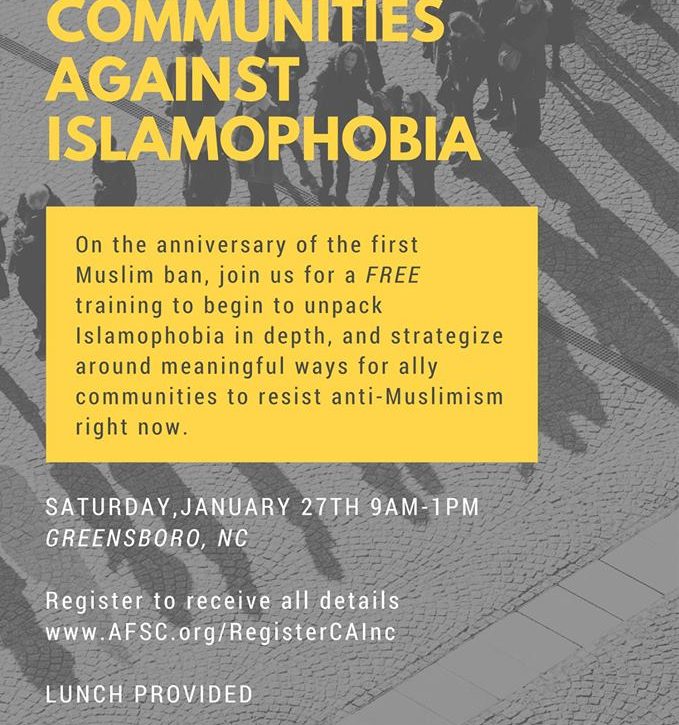 COMMUNITIES
AGAINST
ISLAMOPHOBIA
On the anniversary of the first
Muslim ban, join us for a FREE
training to begin to unpack
Islamophobia in depth, and strategize
around meaningful ways for ally
communities to resist anti-Muslimism
right now.
SATURDAY,JANUARY 27TH 9AM-1PM
GREENSBORO, NC
Register to receive all details
www.AFSC.org/RegisterCAInc
LUNCH PROVIDED